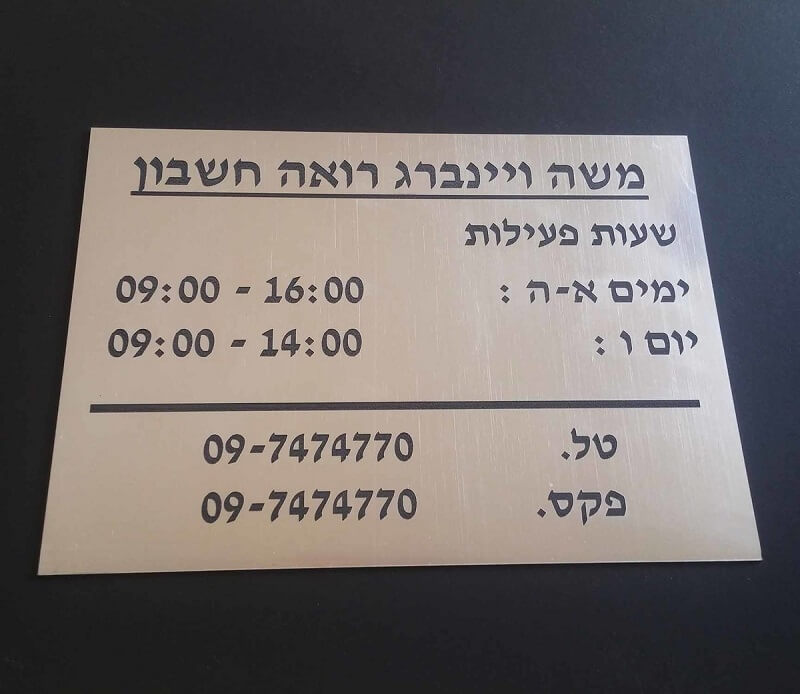 משה ויינברג רואה חשבון
שעות פעילות
ימים א-ה : 09:00 - 16:00
יום ו : 09:00 - 14:00
טל. 09-7474770
פקס. 09-7474770